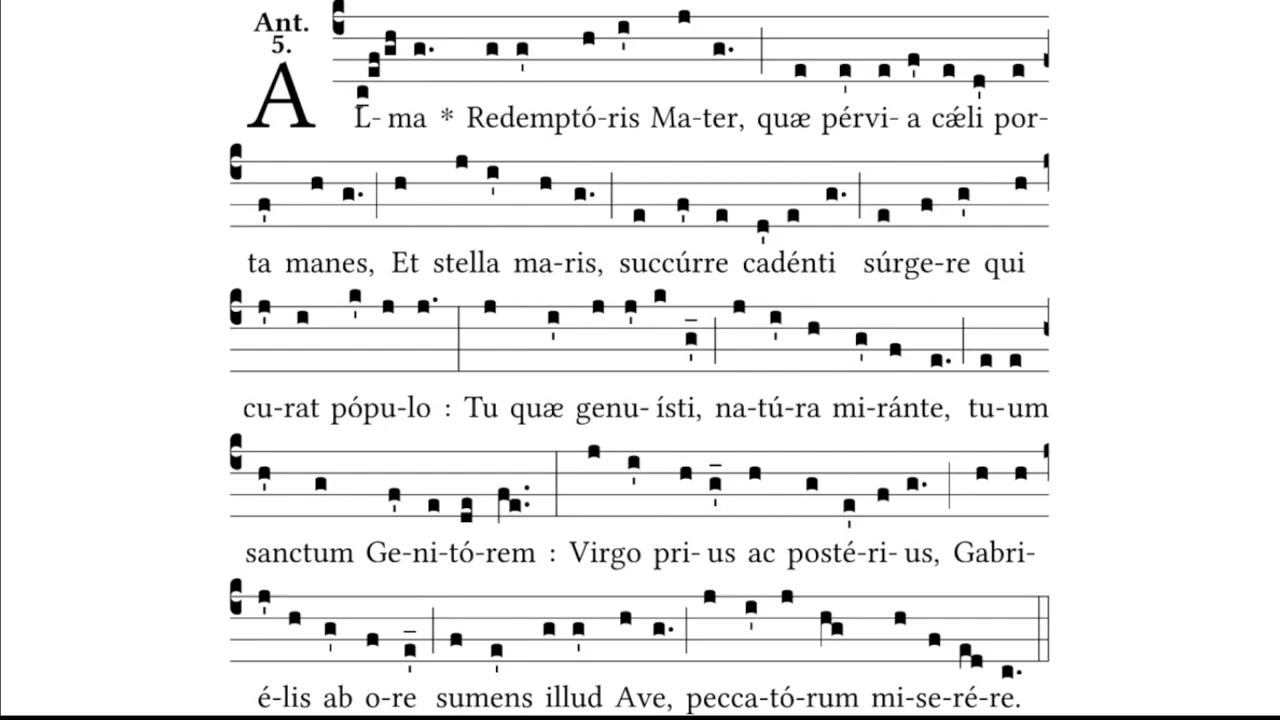 Ant.
5.
AL-ma * Redemptó-ris Ma-ter, quæ pérvi- a cǽli por-
ta manes, Et stella ma-ris, succúrre cadénti súrge-re qui
cu-rat pópu-lo : Tu quæ genu- ísti, na-tú-ra mi-ránte, tu-um
sanctum Ge-ni-tó-rem : Virgo pri- us ac posté-ri- us, Gabri-
é-lis ab o-re sumens illud Ave, pecca-tó-rum mi-se-ré-re.